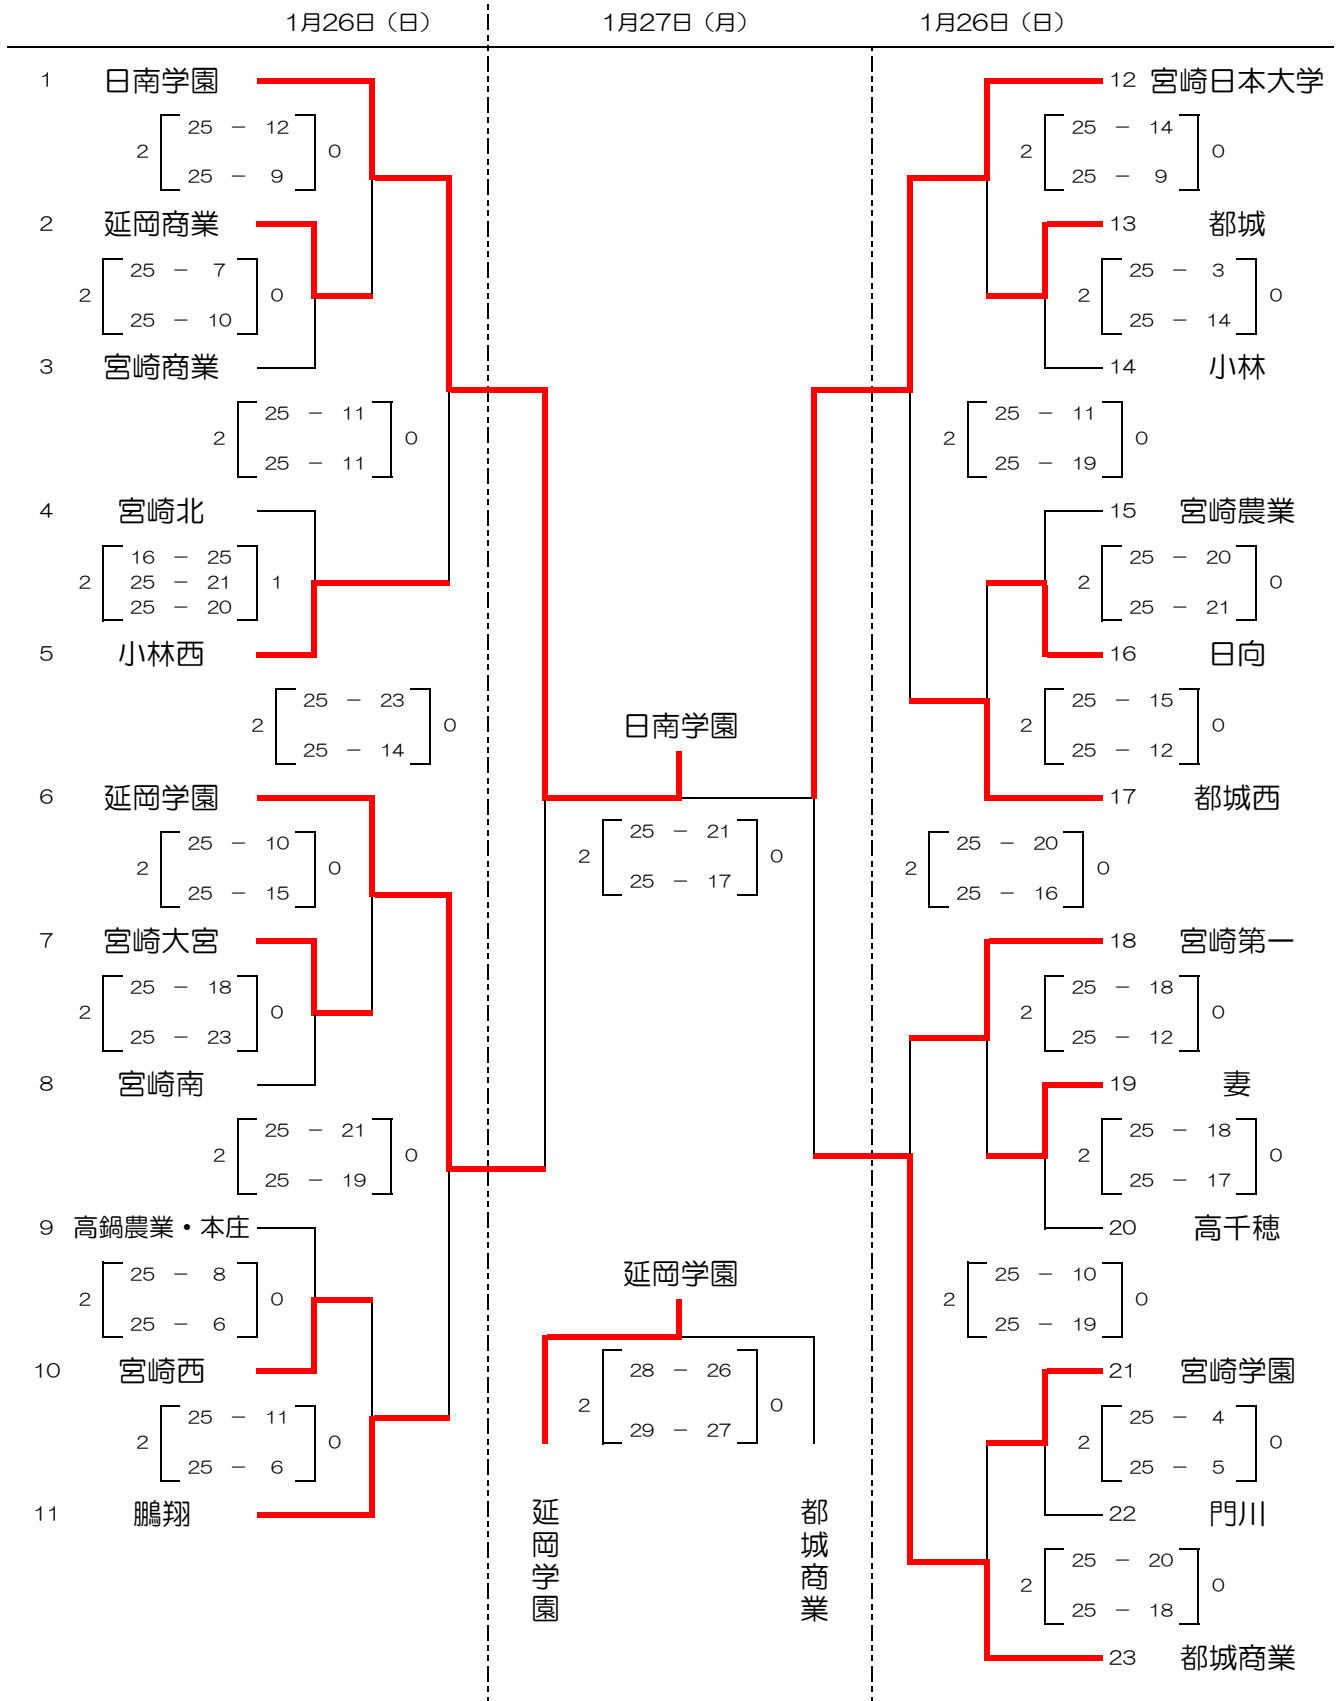 1月26日（日）
1月27日（月）
1月26日（日）
1 日南学園
2 25 － 12 0
25 － 9
2 延岡商業
2 25 － 7 0
25 － 10
3 宮崎商業
2 25 － 11 0
25 － 11
4 宮崎北
16 － 25
2 25 － 21 1
25 － 20
5 小林西
2 25 － 23 0
25 － 14
6 延岡学園
2 25 － 10 0
25 － 15
7 宮崎大宮
2 25 － 18 0
25 － 23
8 宮崎南
2 25 － 21 0
25 － 19
9 高鍋農業・本庄
2 25 － 8 0
25 － 6
10 宮崎西
2 25 － 11 0
25 － 6
11 鵬翔
日南学園
2 25 － 21 0
25 － 17
延岡学園
2 28 － 26 0
29 － 27
延岡学園
都城商業
12 宮崎日本大学
2 25 － 14 0
25 － 9
13 都城
2 25 － 3 0
25 － 14
14 小林
2 25 － 11 0
25 － 19
15 宮崎農業
2 25 － 20 0
25 － 21
16 日向
2 25 － 15 0
25 － 12
17 都城西
2 25 － 20 0
25 － 16
18 宮崎第一
2 25 － 18 0
25 － 12
19 妻
2 25 － 18 0
25 － 17
20 高千穂
2 25 － 10 0
25 － 19
21 宮崎学園
2 25 － 4 0
25 － 5
22 門川
2 25 － 20 0
25 － 18
23 都城商業